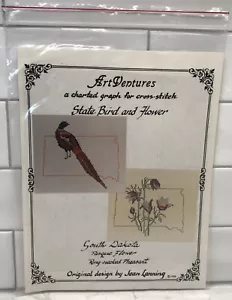 ArtVentures
a charted graph for cross-stitch
State Bird and Flower
South Dakota
Pasque Flower
Ring-necked Pheasant
Original design by Jean Lanning